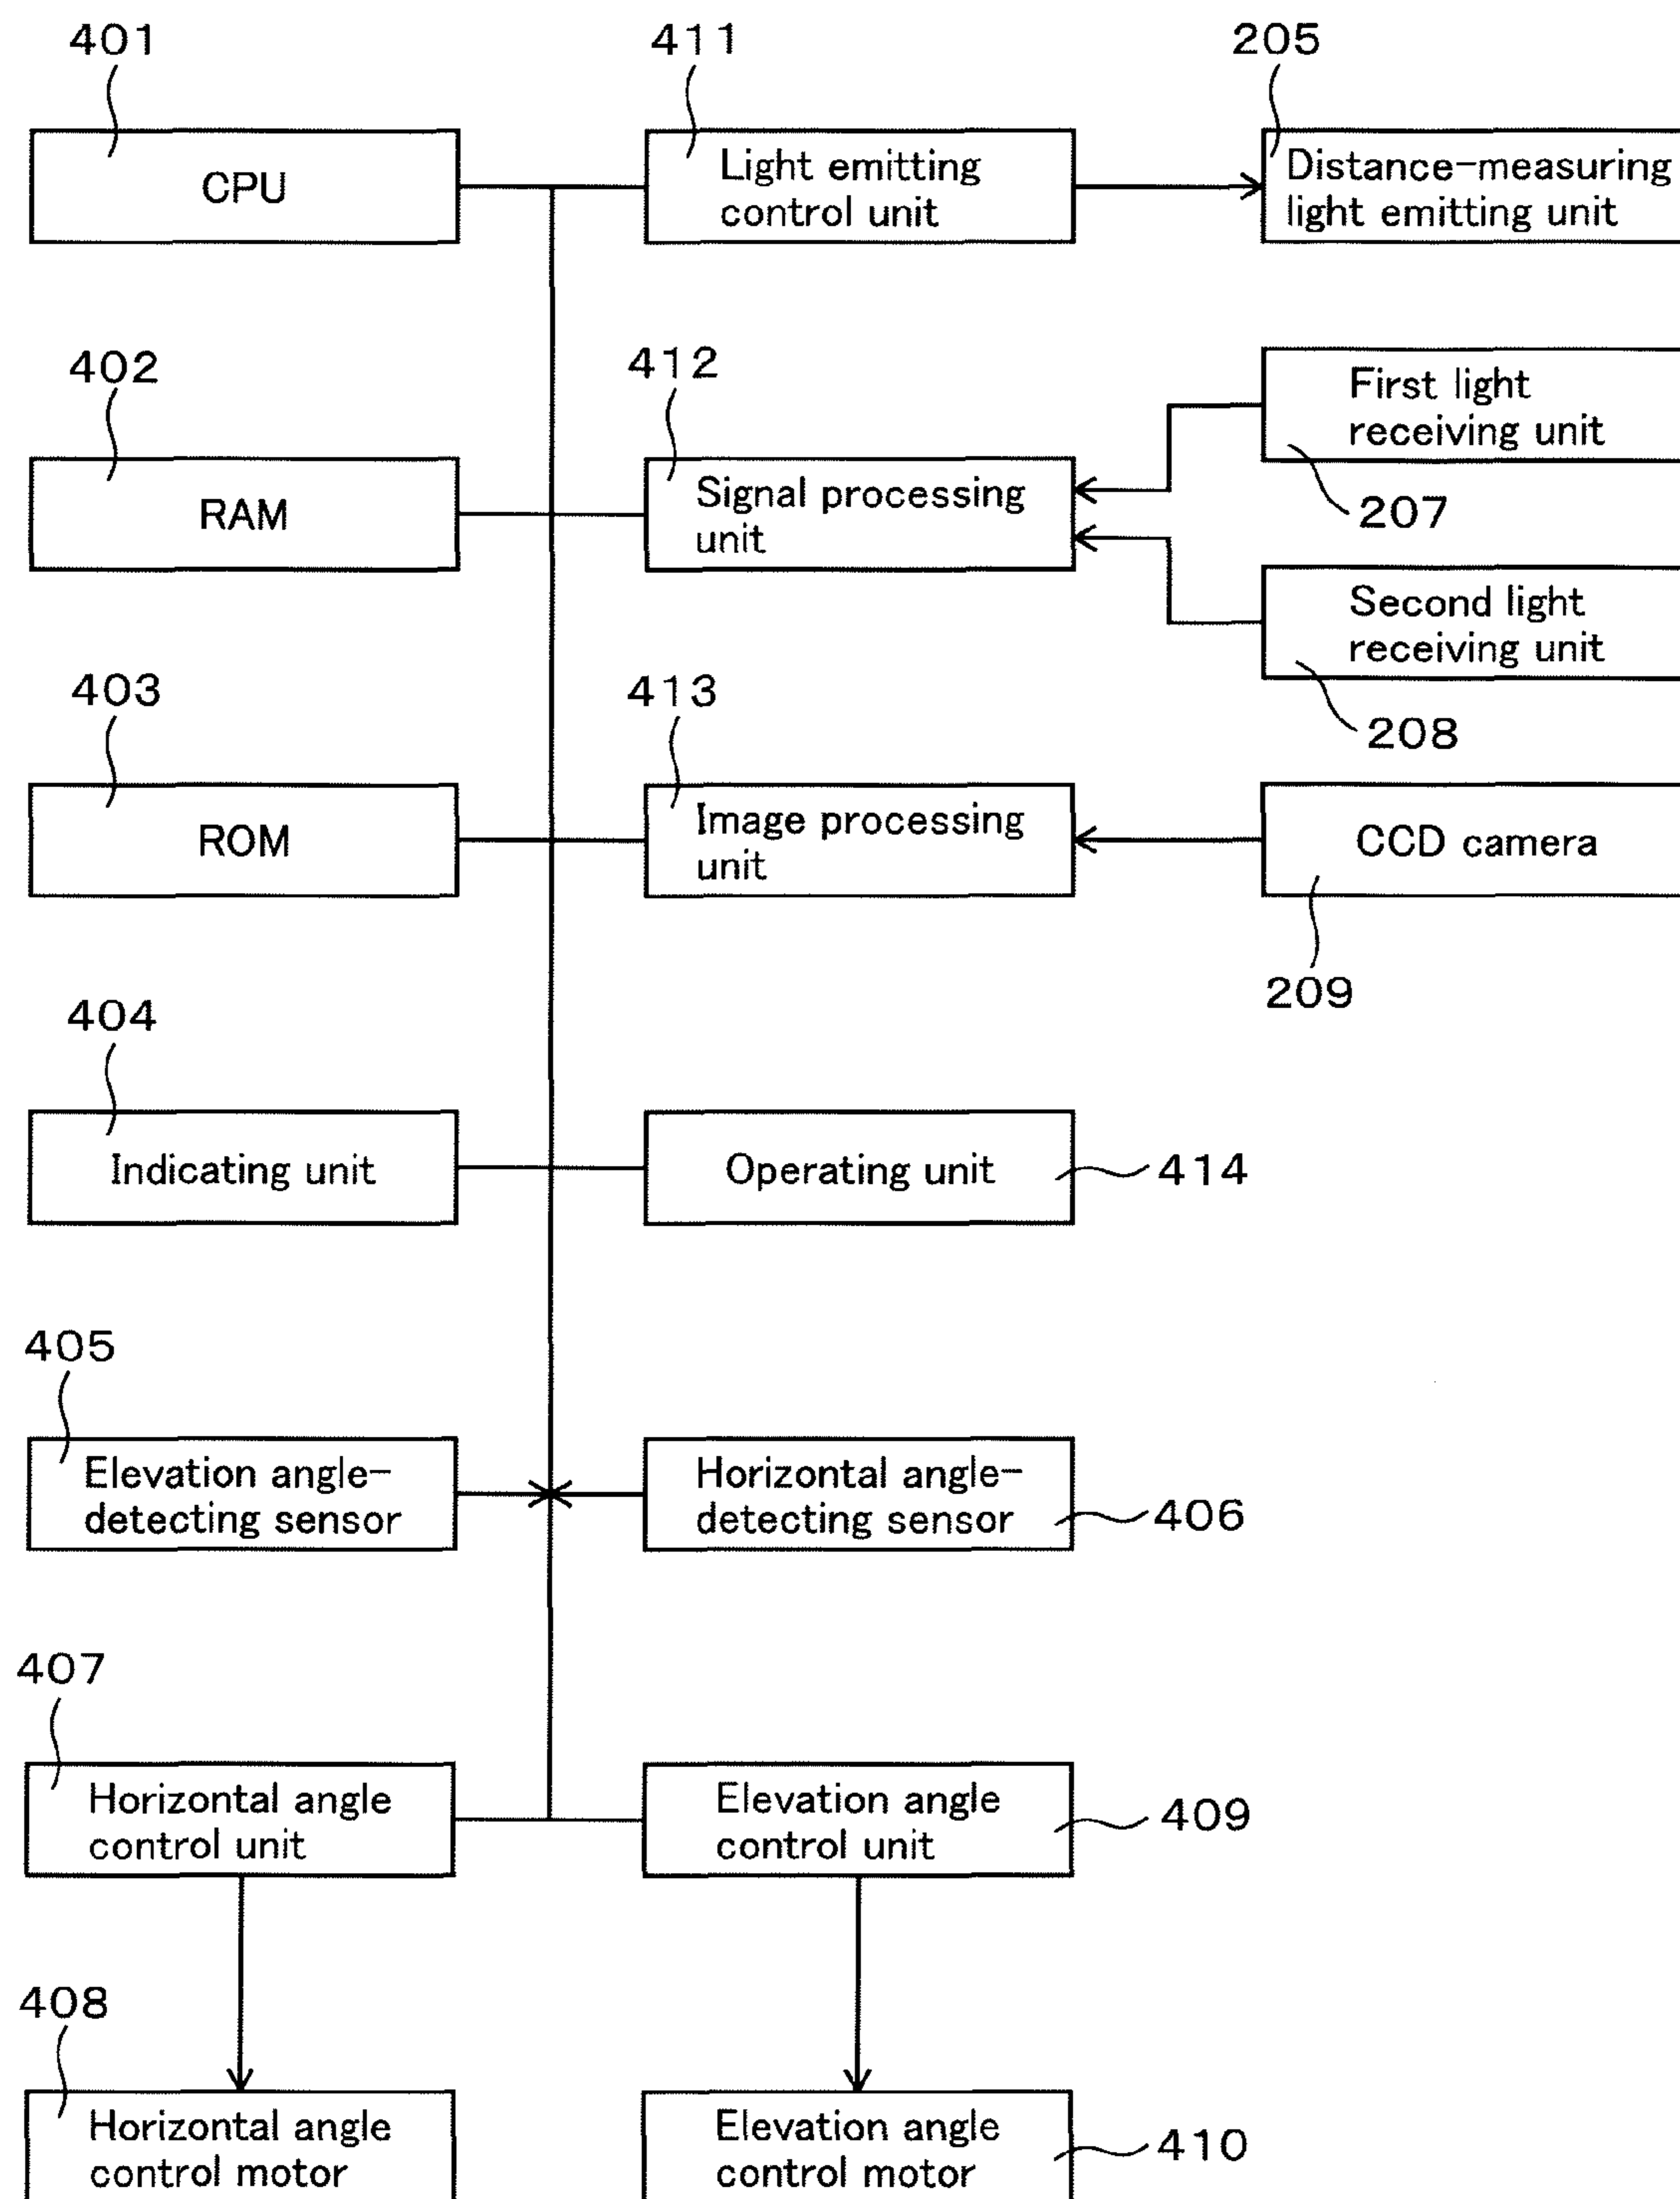 401
411
205
CPU
Light emitting
control unit
Distance-measuring
light emitting unit
402
412
First light
receiving unit
207
RAM
Signal processing
unit
Second light
receiving unit
208
403
413
ROM
Image processing
unit
CCD camera
209
404
Indicating unit
Operating unit
414
405
Elevation angle-
detecting sensor
Horizontal angle-
detecting sensor
406
407
Horizontal angle
control unit
Elevation angle
control unit
409
408
Horizontal angle
control motor
Elevation angle
control motor
410